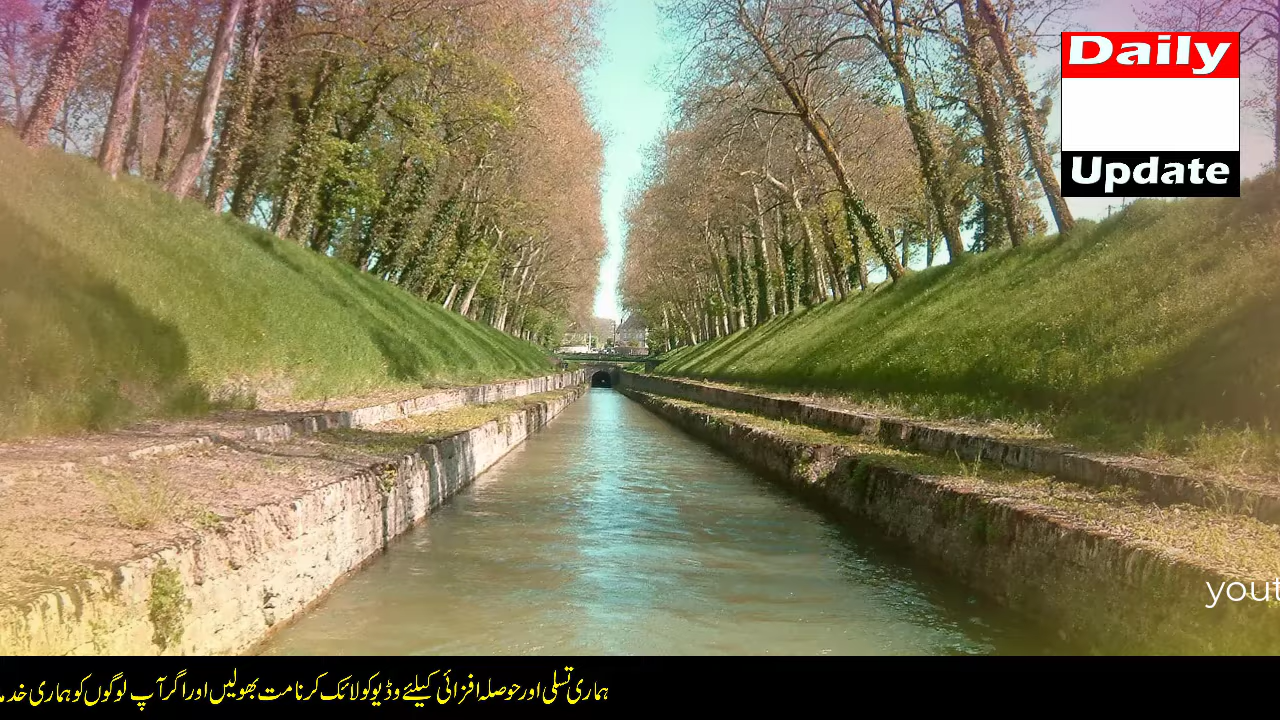 Daily
Update
yout
ہماری تسلی اور حوصلہ افزائی کیلئے وڈیو کو لائک کرنا مت بھولیں اور اگر آپ لوگوں کو ہماری خدم